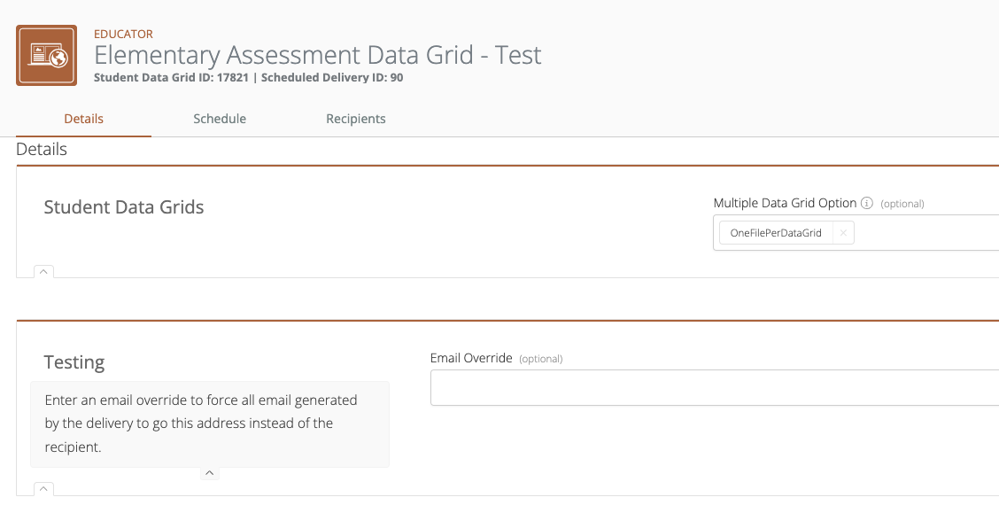 EDUCATOR
Elementary Assessment Data Grid - Test
Student Data Grid ID: 17821 | Scheduled Delivery ID: 90
Details Schedule Recipients
Details
Student Data Grids
Multiple Data Grid Option (optional)
OneFilePerDataGrid ×
Testing
Email Override (optional)
Enter an email override to force all email generated
by the delivery to go this address instead of the
recipient.